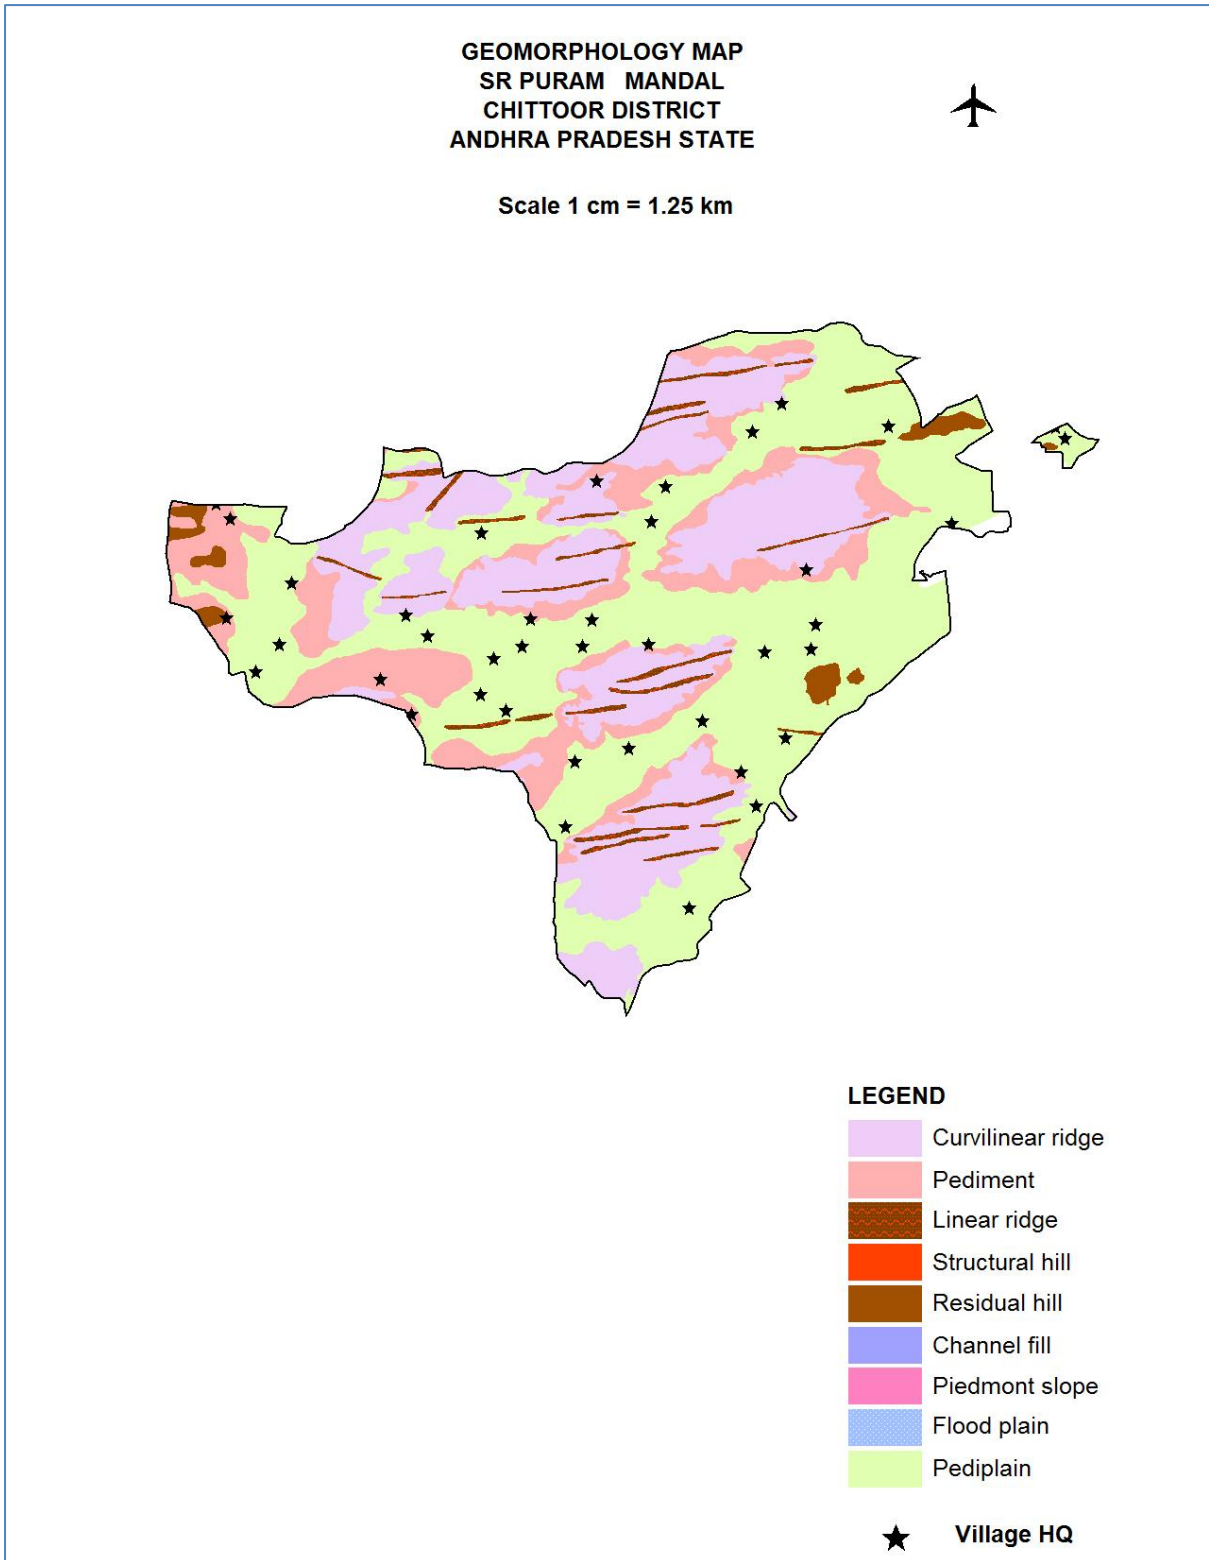 GEOMORPHOLOGY MAP
SR PURAM MANDAL
CHITTOOR DISTRICT
ANDHRA PRADESH STATE
Scale 1 cm = 1.25 km
LEGEND
Curvilinear ridge
Pediment
Linear ridge
Structural hill
Residual hill
Channel fill
Piedmont slope
Flood plain
Pediplain
Village HQ